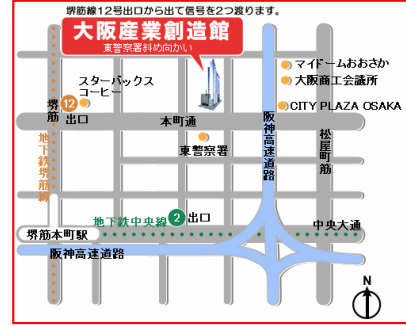 堺筋線12号出口から出て信号を2つ渡ります。
大阪産業創造館
東警察署斜め向かい
マイドームおおさか
大阪商工会議所
スターバックス
コーヒー
CITY PLAZA OSAKA
堺筋
12
出口
本町通
阪神高速道路
松屋町筋
東警察署
地下鉄堺筋線
地下鉄中央線
2
出口
中央大通
堺筋本町駅
阪神高速道路
N